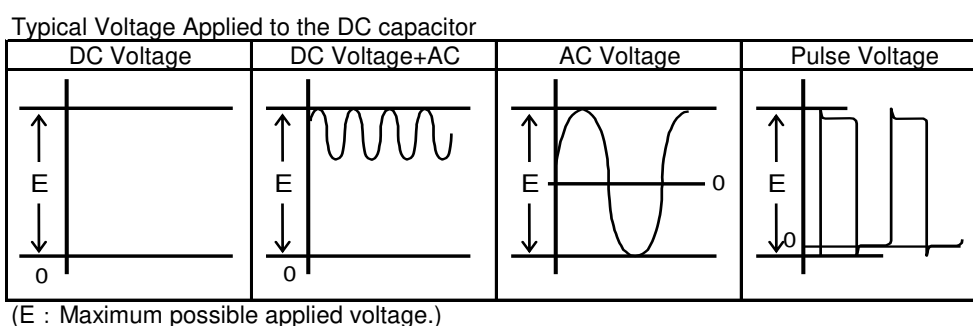 Typical Voltage Applied to the DC capacitor
DC Voltage DC Voltage+AC AC Voltage Pulse Voltage
E E E 0 E
0
0 0
(E：Maximum possible applied voltage.)